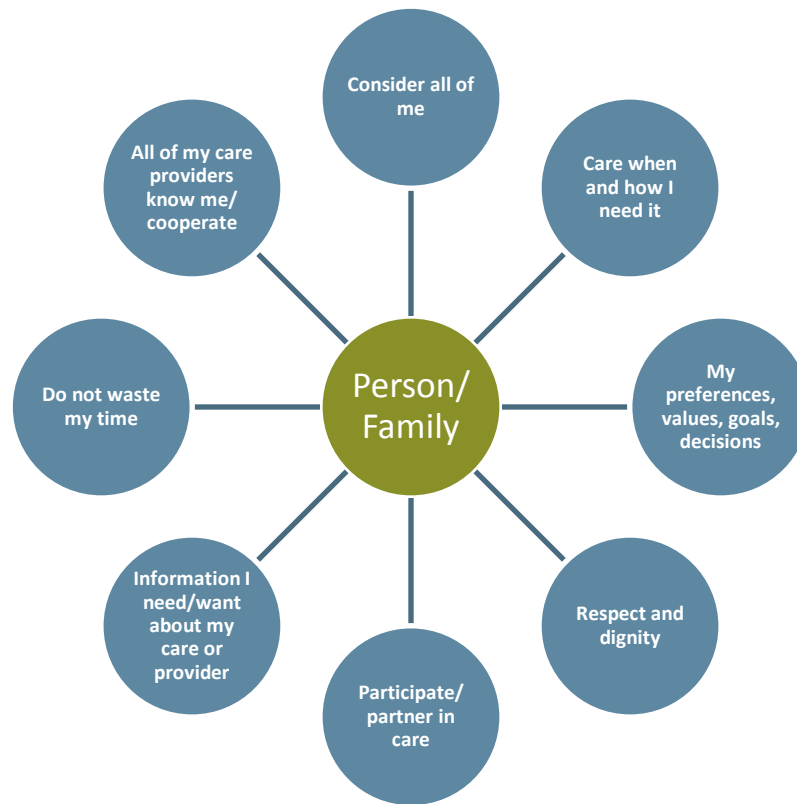 Consider all of
me
Care when
and how I
need it
My
preferences,
values, goals,
decisions
Respect and
dignity
Participate/
partner in
care
Information I
need/want
about my
care or
provider
Do not waste
my time
All of my care
providers
know me/
cooperate
Person/
Family